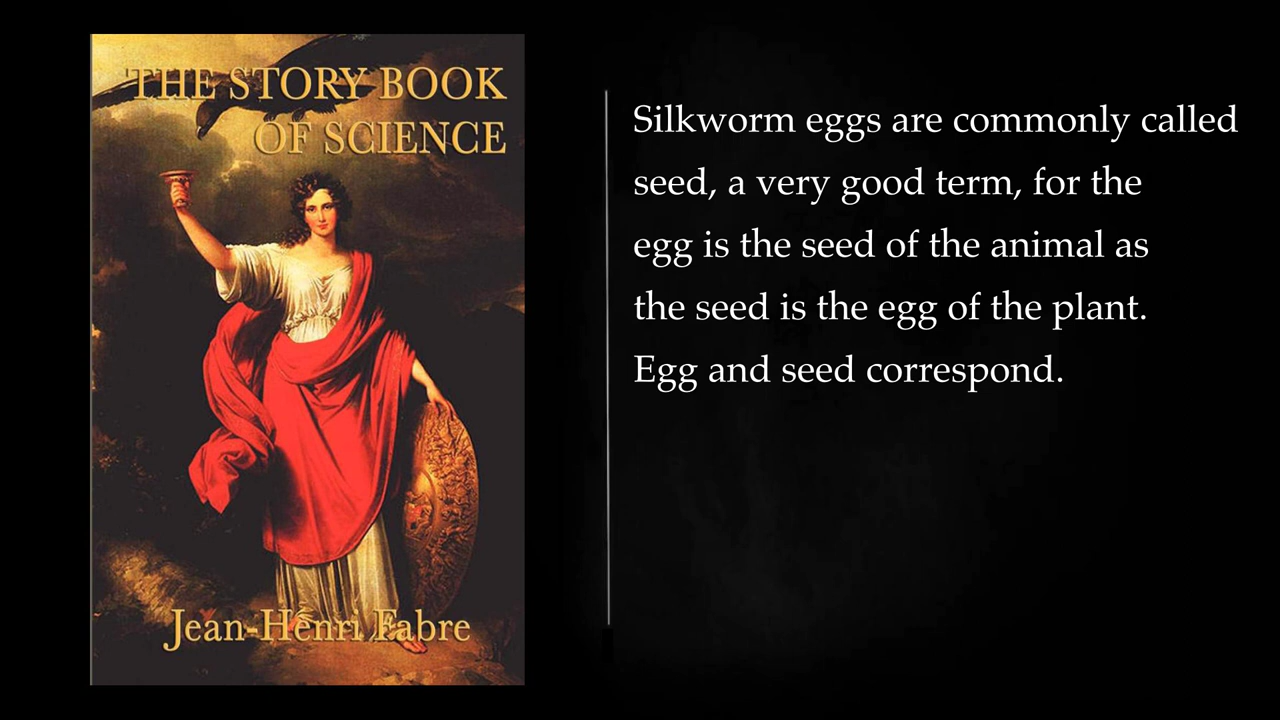 THE STORY BOOK
OF SCIENCE
Jean-Henri Fabre
Silkworm eggs are commonly called
seed, a very good term, for the
egg is the seed of the animal as
the seed is the egg of the plant.
Egg and seed correspond.